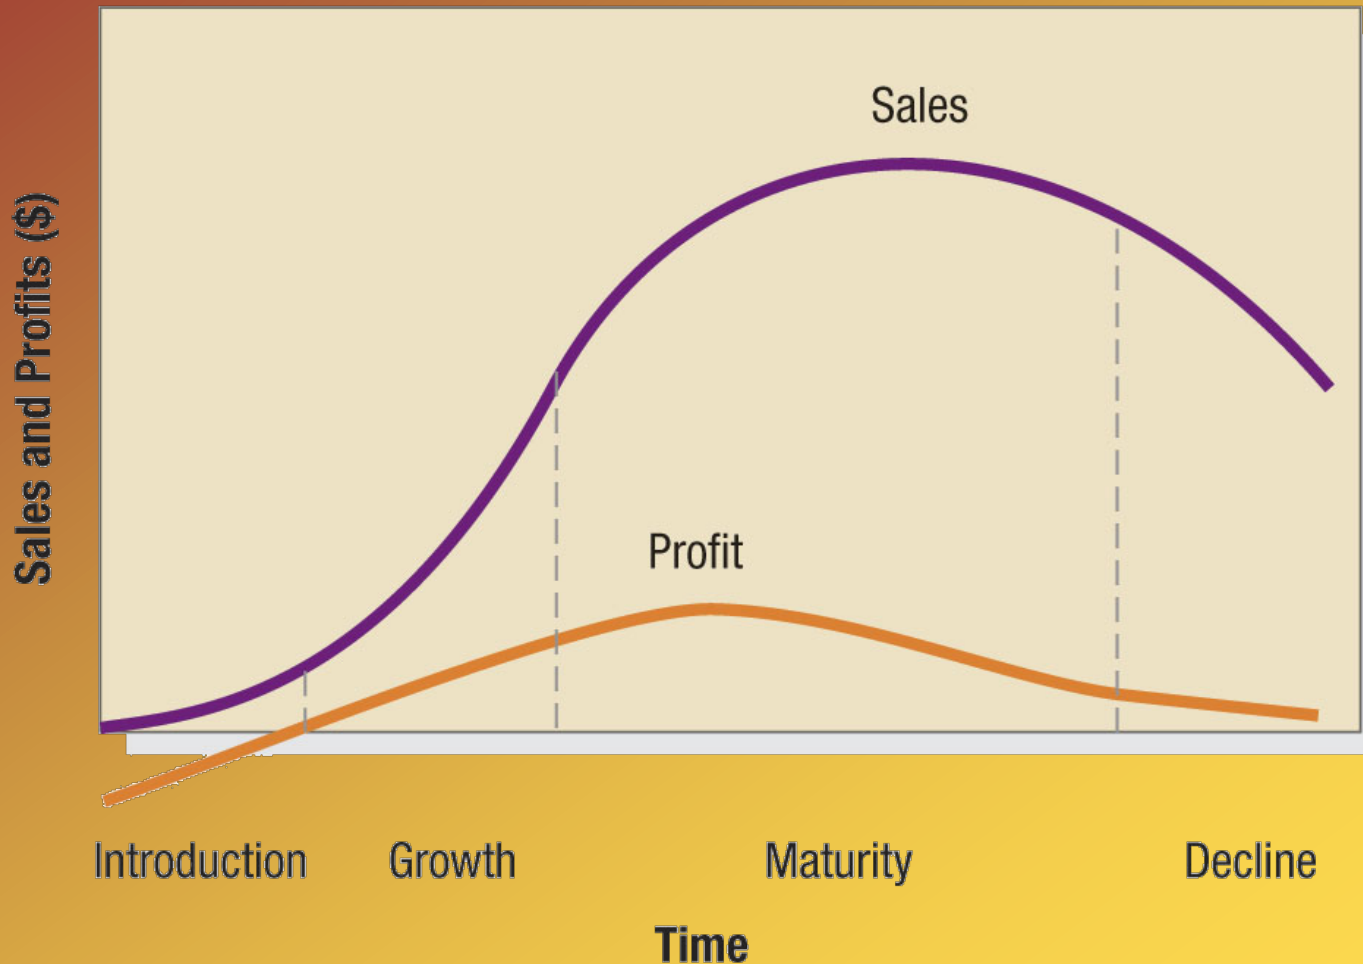 Sales and Profits ($)
Sales
Profit
Introduction
Growth
Maturity
Decline
Time